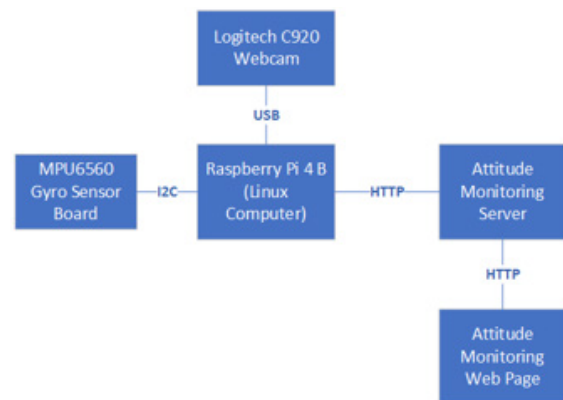 Logitech C920
Webcam
USB
MPU6560
Gyro Sensor
Board
I2C
Raspberry Pi 4 B
(Linux
Computer)
HTTP
Attitude
Monitoring
Server
HTTP
Attitude
Monitoring
Web Page